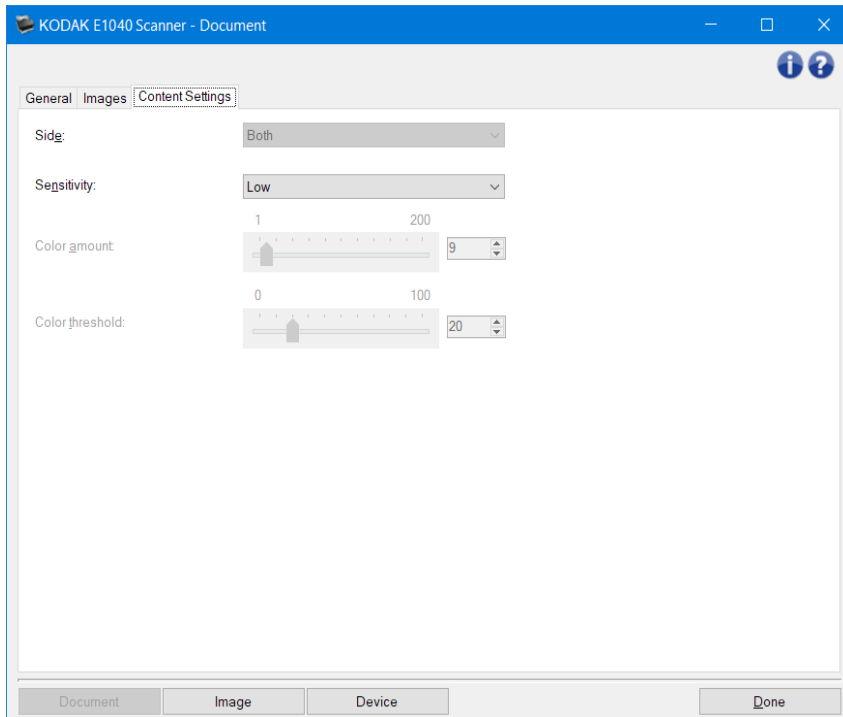 KODAK E1040 Scanner - Document
General Images Content Settings
Side: Both
Sensitivity: Low
1 200
Color amount: 9
0 100
Color threshold: 20
Document Image Device Done